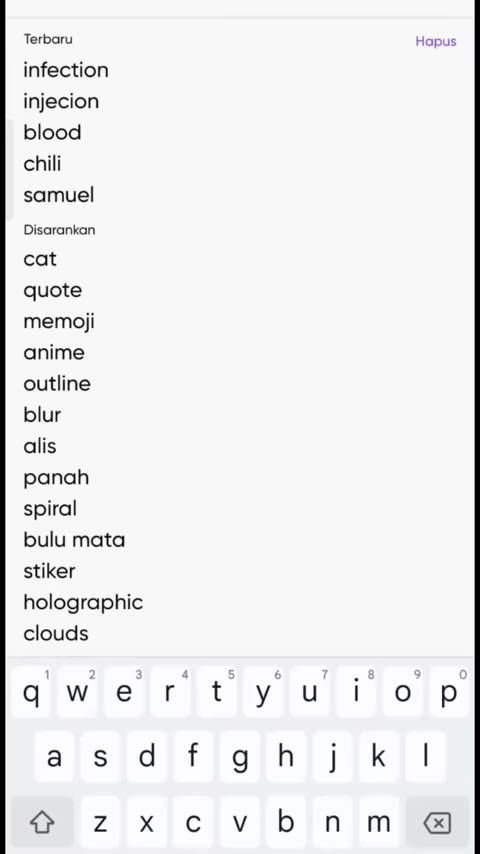 Terbaru
Hapus
infection
injecion
blood
chili
samuel
Disarankan
cat
quote
memoji
anime
outline
blur
alis
panah
spiral
bulu mata
stiker
holographic
clouds
1 2 3 4 5 6 7 8 9 0
q w e r t y u i o p
a s d f g h j k l
z x c v b n m